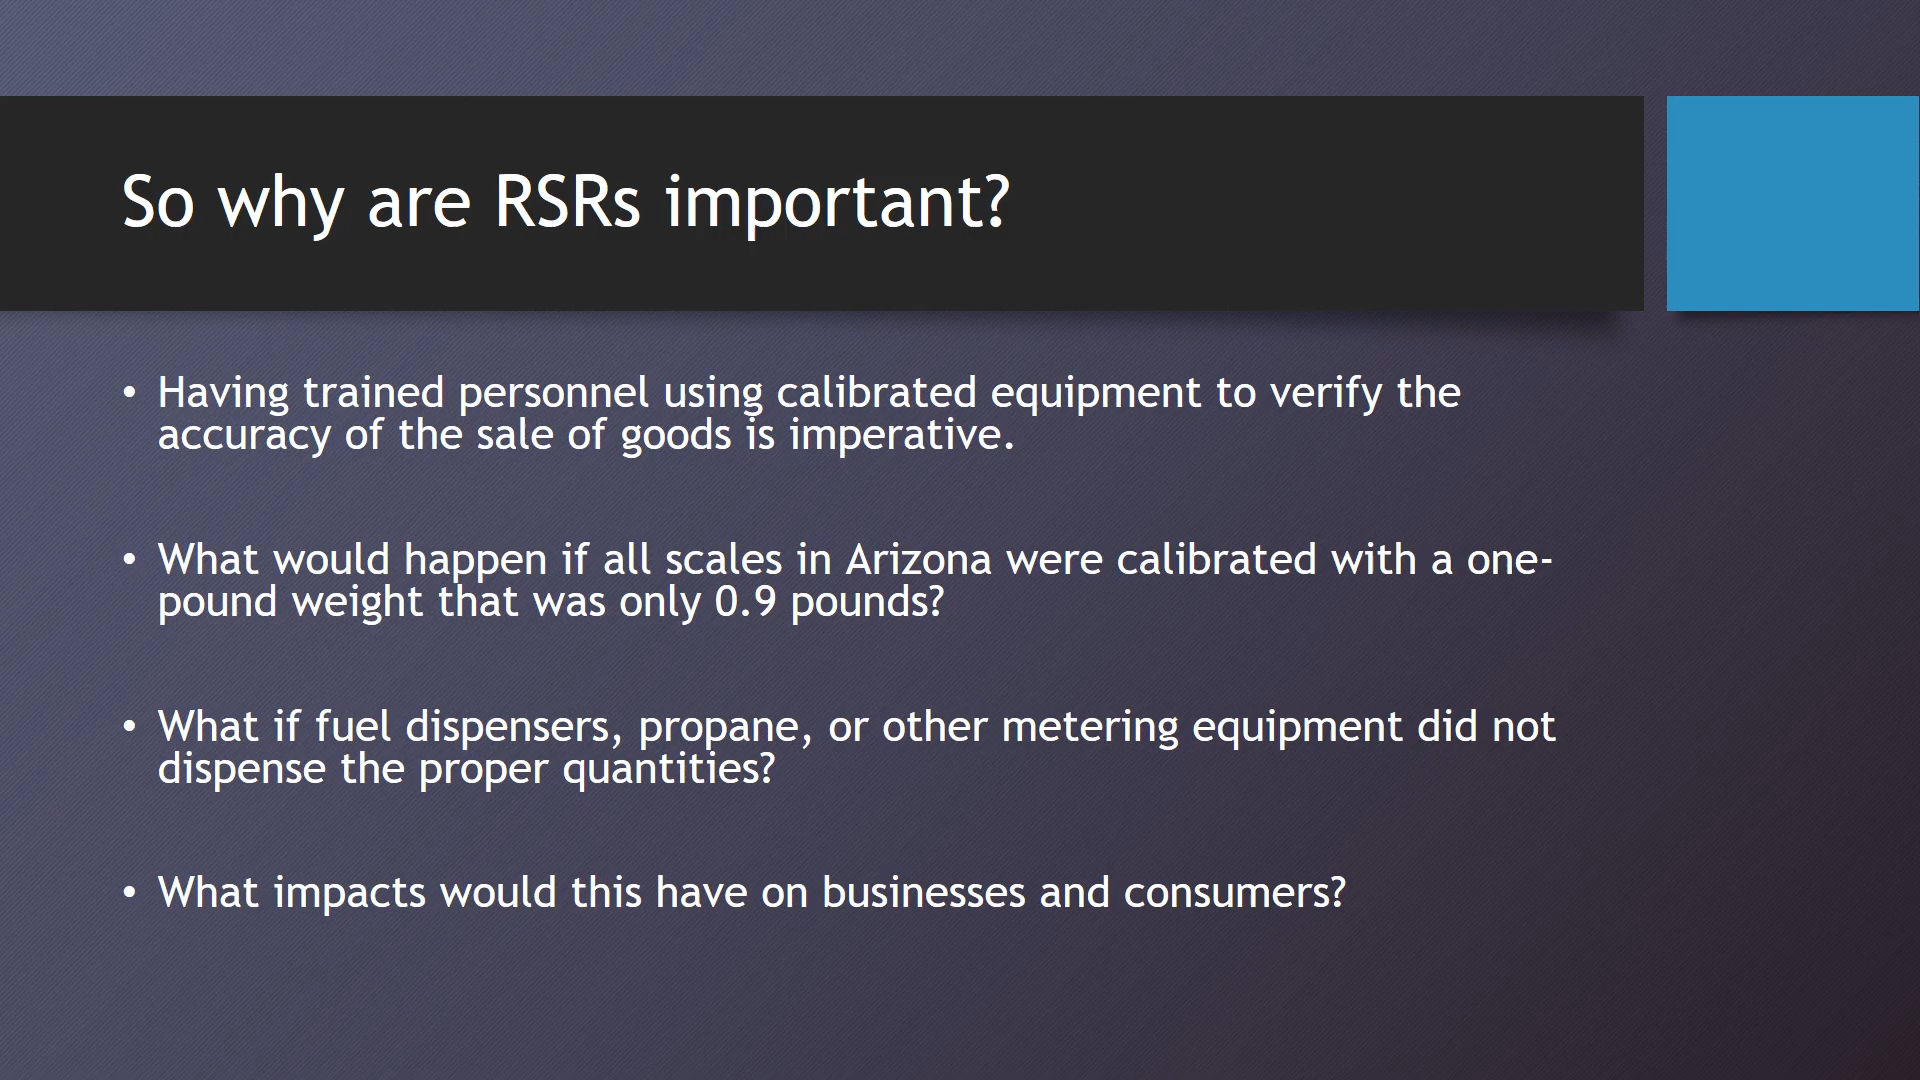 So why are RSRs important?
• Having trained personnel using calibrated equipment to verify the
accuracy of the sale of goods is imperative.
• What would happen if all scales in Arizona were calibrated with a one-
pound weight that was only 0.9 pounds?
• What if fuel dispensers, propane, or other metering equipment did not
dispense the proper quantities?
• What impacts would this have on businesses and consumers?